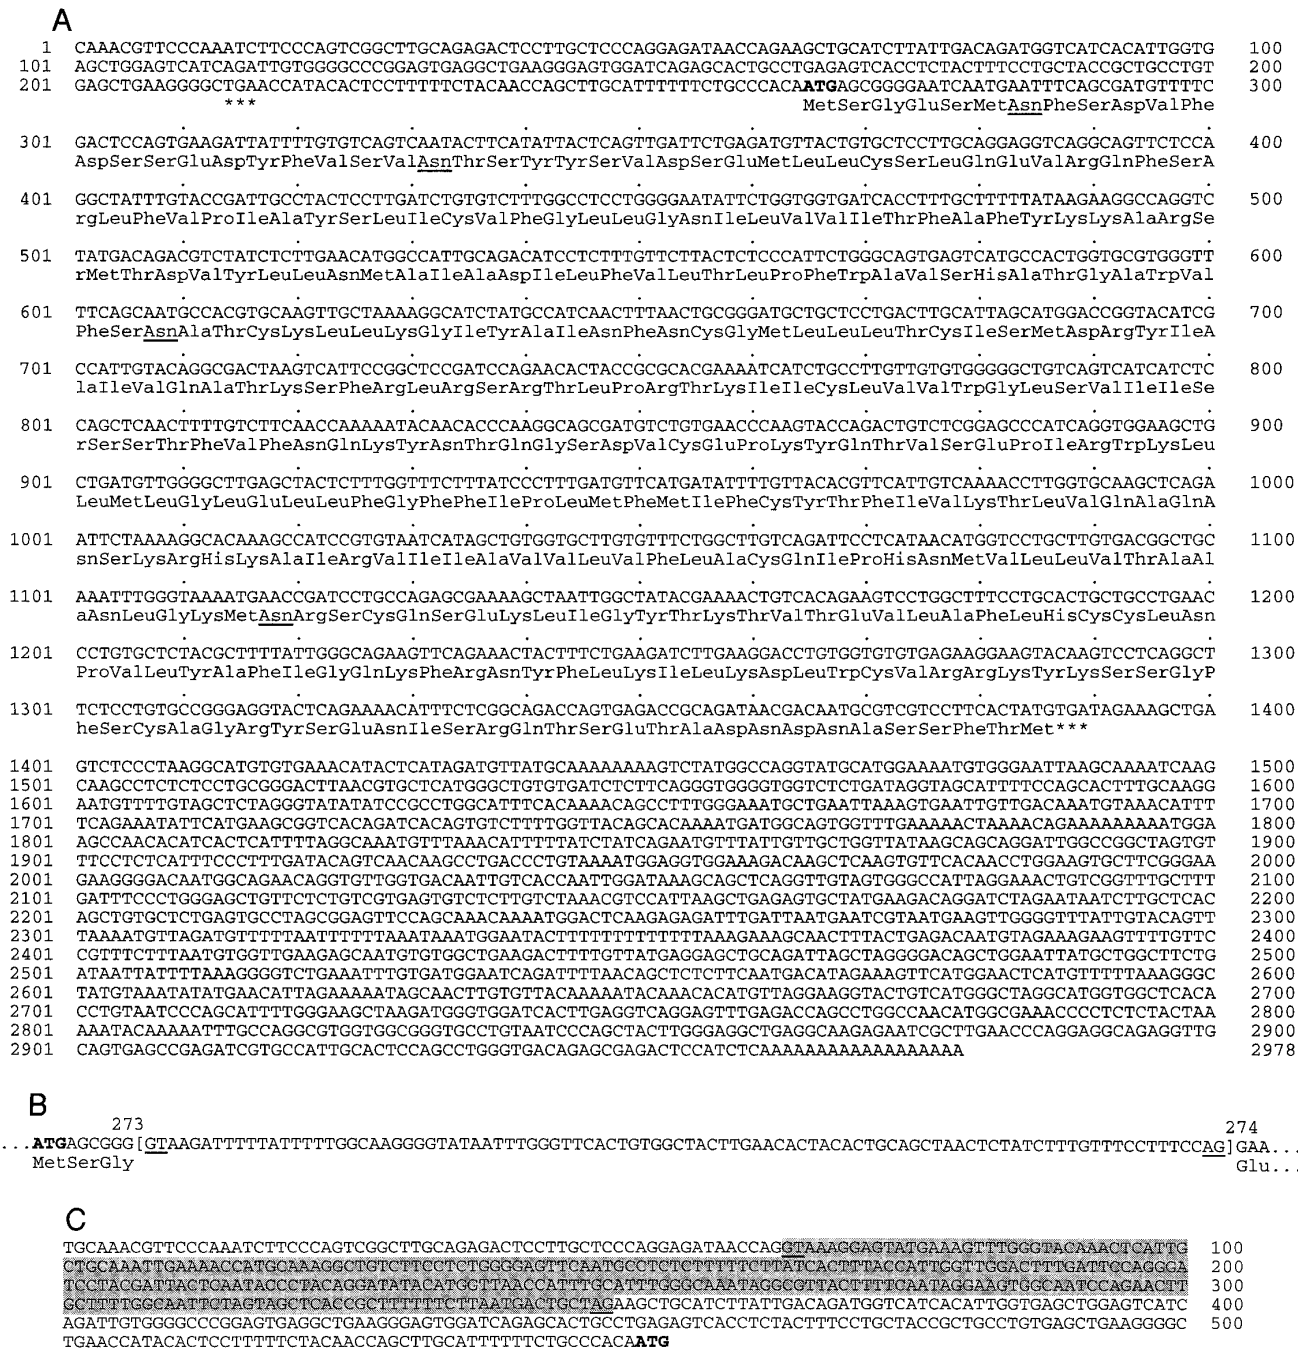 A
1 CAAACGTTCCCAAATCTTCCCAGTCGGCTTGCAGAGACTCCTTGCTCCCAGGAGATAACCAGAAGCTGCATCTTATTGACAGATGGTCATCACATTGGTG 100
101 AGCTGGAGTCATCAGATTGTGGGGCCCGGAGTGAGGCTGAAGGGAGTGGATCAGAGCACTGCCTGAGAGTCACCTCTACTTTCCTGCTACCGCTGCCTGT 200
201 GAGCTGAAGGGGCTGAACCATACACTCCTTTTTCTACAACCAGCTTGCATTTTTTCTGCCCACAATGAGCGGGGAATCAATGAATTTCAGCGATGTTTTC 300
*** MetSerGlyGluSerMetAsnPheSerAspValPhe
301 GACTCCAGTGAAGATTATTTTGTGTCAGTCAATACTTCATATTACTCAGTTGATTCTGAGATGTTACTGTGCTCCTTGCAGGAGGTCAGGCAGTTCTCCA 400
AspSerSerGluAspTyrPheValSerValAsnThrSerTyrTyrSerValAspSerGluMetLeuLeuCysSerLeuGlnGluValArgGlnPheSerA
401 GGCTATTTGTACCGATTGCCTACTCCTTGATCTGTGTCTTTGGCCTCCTGGGGAATATTCTGGTGGTGATCACCTTTGCTTTTTATAAGAAGGCCAGGTC 500
rgLeuPheValProIleAlaTyrSerLeuIleCysValPheGlyLeuLeuGlyAsnIleLeuValValIleThrPheAlaPheTyrLysLysAlaArgSe
501 TATGACAGACGTCTATCTCTTGAACATGGCCATTGCAGACATCCTCTTTGTTCTTACTCTCCCATTCTGGGCAGTGAGTCATGCCACTGGTGCGTGGGTT 600
rMetThrAspValTyrLeuLeuAsnMetAlaIleAlaAspIleLeuPheValLeuThrLeuProPheTrpAlaValSerHisAlaThrGlyAlaTrpVal
601 TTCAGCAATGCCACGTGCAAGTTGCTAAAAGGCATCTATGCCATCAACTTTAACTGCGGGATGCTGCTCCTGACTTGCATTAGCATGGACCGGTACATCG 700
PheSerAsnAlaThrCysLysLeuLeuLysGlyIleTyrAlaIleAsnPheAsnCysGlyMetLeuLeuLeuThrCysIleSerMetAspArgTyrIleA
701 CCATTGTACAGGCGACTAAGTCATTCCGGCTCCGATCCAGAACACTACCGCGCACGAAAATCATCTGCCTTGTTGTGTGGGGGCTGTCAGTCATCATCTC 800
laIleValGlnAlaThrLysSerPheArgLeuArgSerArgThrLeuProArgThrLysIleIleCysLeuValValTrpGlyLeuSerValIleIleSe
801 CAGCTCAACTTTTGTCTTCAACCAAAAATACAACACCCAAGGCAGCGATGTCTGTGAACCCAAGTACCAGACTGTCTCGGAGCCCATCAGGTGGAAGCTG 900
rSerSerThrPheValPheAsnGlnLysTyrAsnThrGlnGlySerAspValCysGluProLysTyrGlnThrValSerGluProIleArgTrpLysLeu
901 CTGATGTTGGGGCTTGAGCTACTCTTTGGTTTCTTTATCCCTTTGATGTTCATGATATTTTGTTACACGTTCATTGTCAAAACCTTGGTGCAAGCTCAGA 1000
LeuMetLeuGlyLeuGluLeuLeuPheGlyPhePheIleProLeuMetPheMetIlePheCysTyrThrPheIleValLysThrLeuValGlnAlaGlnA
1001 ATTCTAAAAGGCACAAAGCCATCCGTGTAATCATAGCTGTGGTGCTTGTGTTTCTGGCTTGTCAGATTCCTCATAACATGGTCCTGCTTGTGACGGCTGC 1100
snSerLysArgHisLysAlaIleArgValIleIleAlaValValLeuValPheLeuAlaCysGlnIleProHisAsnMetValLeuLeuValThrAlaAl
1101 AAATTTGGGTAAAATGAACCGATCCTGCCAGAGCGAAAAGCTAATTGGCTATACGAAAACTGTCACAGAAGTCCTGGCTTTCCTGCACTGCTGCCTGAAC 1200
aAsnLeuGlyLysMetAsnArgSerCysGlnSerGluLysLeuIleGlyTyrThrLysThrValThrGluValLeuAlaPheLeuHisCysCysLeuAsn
1201 CCTGTGCTCTACGCTTTTATTGGGCAGAAGTTCAGAAACTACTTTCTGAAGATCTTGAAGGACCTGTGGTGTGTGAGAAGGAAGTACAAGTCCTCAGGCT 1300
ProValLeuTyrAlaPheIleGlyGlnLysPheArgAsnTyrPheLeuLysIleLeuLysAspLeuTrpCysValArgArgLysTyrLysSerSerGlyP
1301 TCTCCTGTGCCGGGAGGTACTCAGAAAACATTTCTCGGCAGACCAGTGAGACCGCAGATAACGACAATGCGTCGTCCTTCACTATGTGATAGAAAGCTGA 1400
heSerCysAlaGlyArgTyrSerGluAsnIleSerArgGlnThrSerGluThrAlaAspAsnAspAsnAlaSerSerPheThrMet***
1401 GTCTCCCTAAGGCATGTGTGAAACATACTCATAGATGTTATGCAAAAAAAAGTCTATGGCCAGGTATGCATGGAAAATGTGGGAATTAAGCAAAATCAAG 1500
1501 CAAGCCTCTCTCCTGCGGGACTTAACGTGCTCATGGGCTGTGTGATCTCTTCAGGGTGGGGTGGTCTCTGATAGGTAGCATTTTCCAGCACTTTGCAAGG 1600
1601 AATGTTTTGTAGCTCTAGGGTATATATCCGCCTGGCATTTCACAAAACAGCCTTTGGGAAATGCTGAATTAAAGTGAATTGTTGACAAATGTAAACATTT 1700
1701 TCAGAAATATTCATGAAGCGGTCACAGATCACAGTGTCTTTTGGTTACAGCACAAAATGATGGCAGTGGTTTGAAAAACTAAAACAGAAAAAAAAATGGA 1800
1801 AGCCAACACATCACTCATTTTAGGCAAATGTTTAAACATTTTTATCTATCAGAATGTTTATTGTTGCTGGTTATAAGCAGCAGGATTGGCCGGCTAGTGT 1900
1901 TTCCTCTCATTTCCCTTTGATACAGTCAACAAGCCTGACCCTGTAAAATGGAGGTGGAAAGACAAGCTCAAGTGTTCACAACCTGGAAGTGCTTCGGGAA 2000
2001 GAAGGGGACAATGGCAGAACAGGTGTTGGTGACAATTGTCACCAATTGGATAAAGCAGCTCAGGTTGTAGTGGGCCATTAGGAAACTGTCGGTTTGCTTT 2100
2101 GATTTCCCTGGGAGCTGTTCTCTGTCGTGAGTGTCTCTTGTCTAAACGTCCATTAAGCTGAGAGTGCTATGAAGACAGGATCTAGAATAATCTTGCTCAC 2200
2201 AGCTGTGCTCTGAGTGCCTAGCGGAGTTCCAGCAAACAAAATGGACTCAAGAGAGATTTGATTAATGAATCGTAATGAAGTTGGGGTTTATTGTACAGTT 2300
2301 TAAAATGTTAGATGTTTTTAATTTTTTAAATAAATGGAATACTTTTTTTTTTTTTAAAGAAAGCAACTTTACTGAGACAATGTAGAAAGAAGTTTTGTTC 2400
2401 CGTTTCTTTAATGTGGTTGAAGAGCAATGTGTGGCTGAAGACTTTTGTTATGAGGAGCTGCAGATTAGCTAGGGGACAGCTGGAATTATGCTGGCTTCTG 2500
2501 ATAATTATTTTAAAGGGGTCTGAAATTTGTGATGGAATCAGATTTTAACAGCTCTCTTCAATGACATAGAAAGTTCATGGAACTCATGTTTTTAAAGGGC 2600
2601 TATGTAAATATATGAACATTAGAAAAATAGCAACTTGTGTTACAAAAATACAAACACATGTTAGGAAGGTACTGTCATGGGCTAGGCATGGTGGCTCACA 2700
2701 CCTGTAATCCCAGCATTTTGGGAAGCTAAGATGGGTGGATCACTTGAGGTCAGGAGTTTGAGACCAGCCTGGCCAACATGGCGAAACCCCTCTCTACTAA 2800
2801 AAATACAAAAATTTGCCAGGCGTGGTGGCGGGTGCCTGTAATCCCAGCTACTTGGGAGGCTGAGGCAAGAGAATCGCTTGAACCCAGGAGGCAGAGGTTG 2900
2901 CAGTGAGCCGAGATCGTGCCATTGCACTCCAGCCTGGGTGACAGAGCGAGACTCCATCTCAAAAAAAAAAAAAAAAAA 2978
B
273 274
...ATGAGCGGG[GTAAGATTTTTATTTTTGGCAAGGGGTATAATTTGGGTTCACTGTGGCTACTTGAACACTACACTGCAGCTAACTCTATCTTTGTTTCCTTTCCAG]GAA...
MetSerGly Glu...
C
TGCAAACGTTCCCAAATCTTCCCAGTCGGCTTGCAGAGACTCCTTGCTCCCAGGAGATAACCAGGTAAAGGAGTATGAAAGTTTGGGTACAAACTCATTG 100
CTGCAAATTGAAAACCATGCAAAGGCTGTCTTCCTCTGGGGAGTTCAATGCCTCTCTTTTTCTTATCACTTTACCATTGGTTGGACTTTGATTCCAGGGA 200
TCCTACGATTACTGAATACCCTACAGGATATACATGGTTAACCATTTGCATTTGGGCAAATAGGCGTTACTTTTCAATAGGAAGTGGCAATCCAGAACTT 300
GCTTTTGGCAATTCTAGTAGCTCACCGCTTTTTTCTTAATGACTGCTAGAAGCTGCATCTTATTGACAGATGGTCATCACATTGGTGAGCTGGAGTCATC 400
AGATTGTGGGGCCCGGAGTGAGGCTGAAGGGAGTGGATCAGAGCACTGCCTGAGAGTCACCTCTACTTTCCTGCTACCGCTGCCTGTGAGCTGAAGGGGC 500
TGAACCATACACTCCTTTTTCTACAACCAGCTTGCATTTTTTCTGCCCACAATG